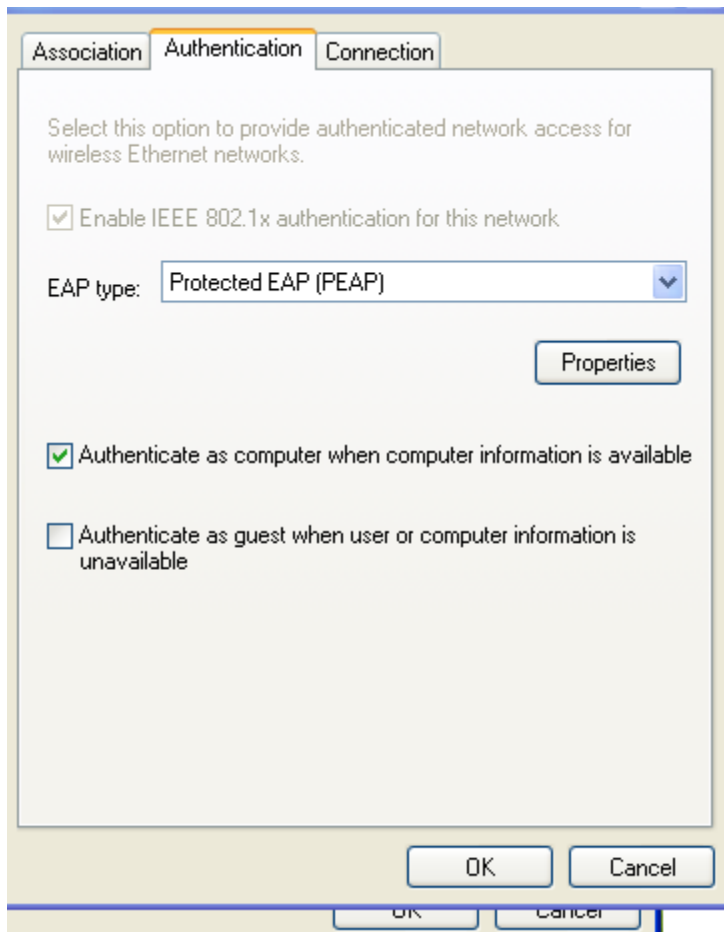 Association Authentication Connection
Select this option to provide authenticated network access for
wireless Ethernet networks.
Enable IEEE 802.1x authentication for this network
EAP type: Protected EAP (PEAP)
Properties
Authenticate as computer when computer information is available
Authenticate as guest when user or computer information is
unavailable
OK Cancel
OK Cancel